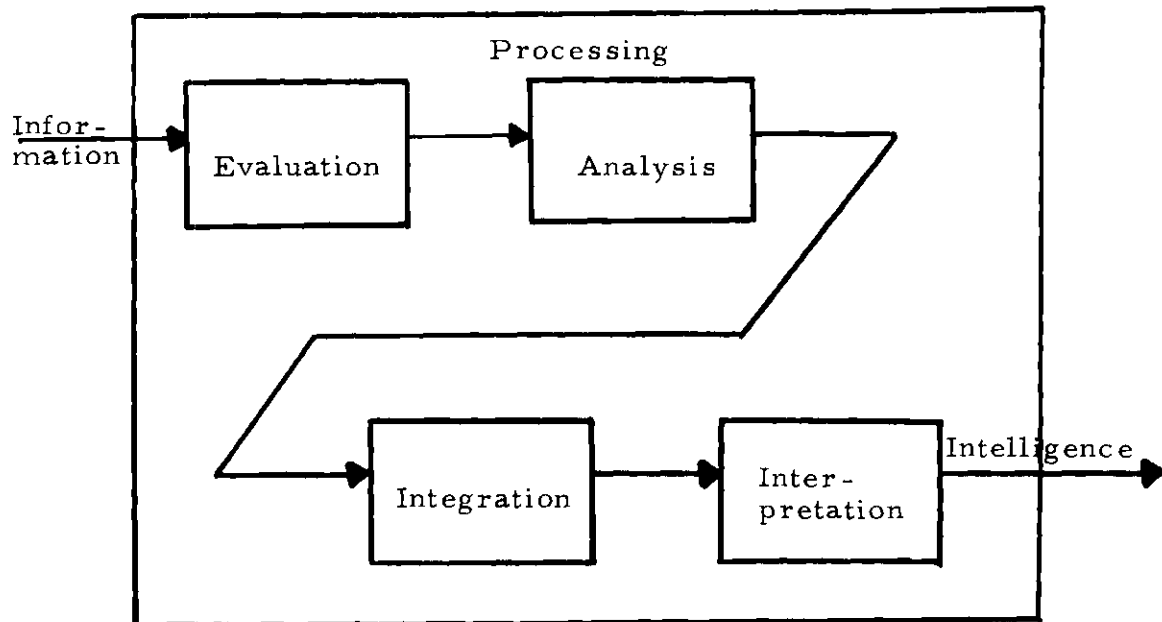 Processing
Infor-
mation
Evaluation
Analysis
Intelligence
Integration
Inter-
pretation